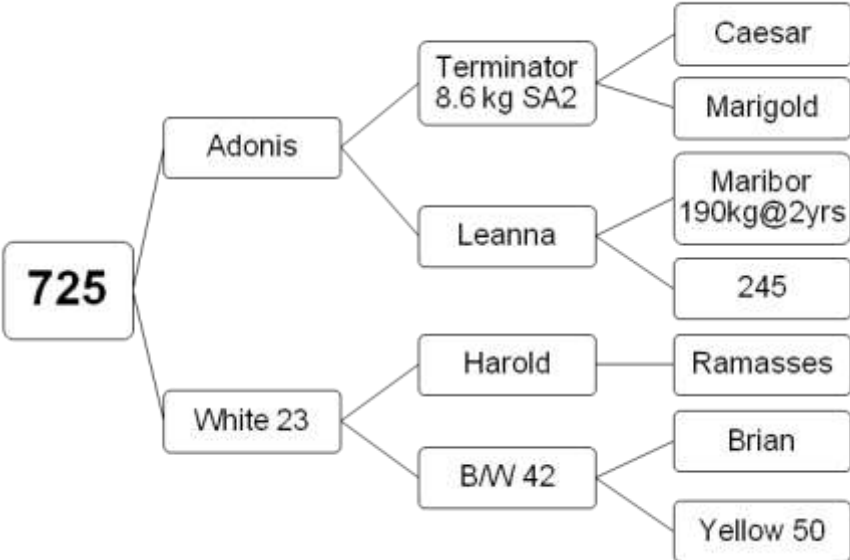 725
Adonis
White 23
Terminator
8.6 kg SA2
Leanna
Harold
B/W 42
Caesar
Marigold
Maribor
190kg@2yrs
245
Ramasses
Brian
Yellow 50